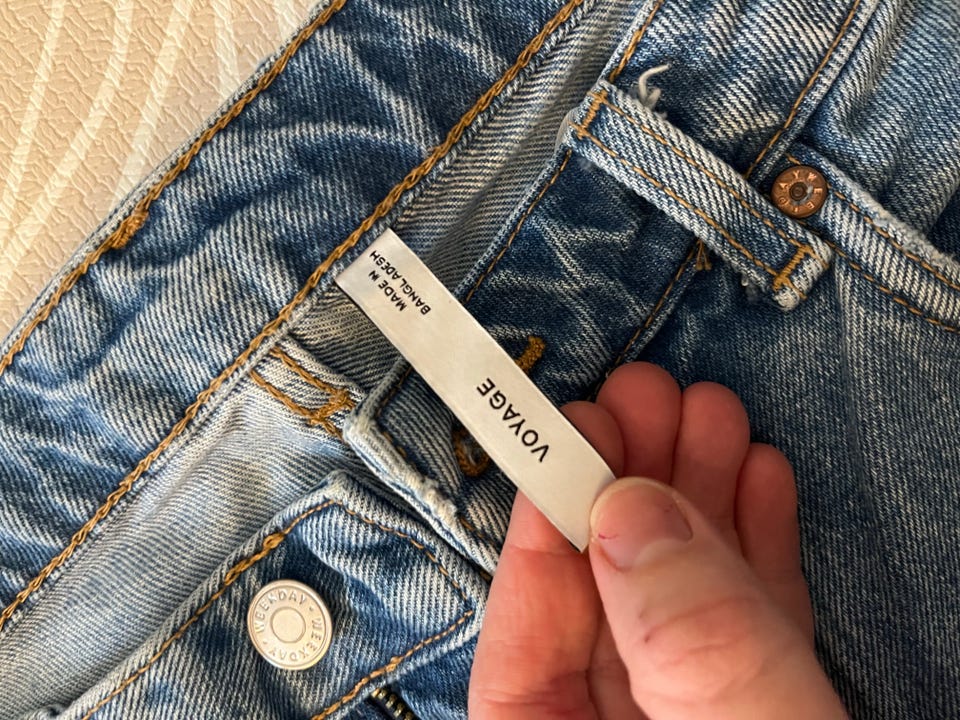 VOYAGE
MADE IN
BANGLADESH
WEEKDAY · WEEKDAY ·